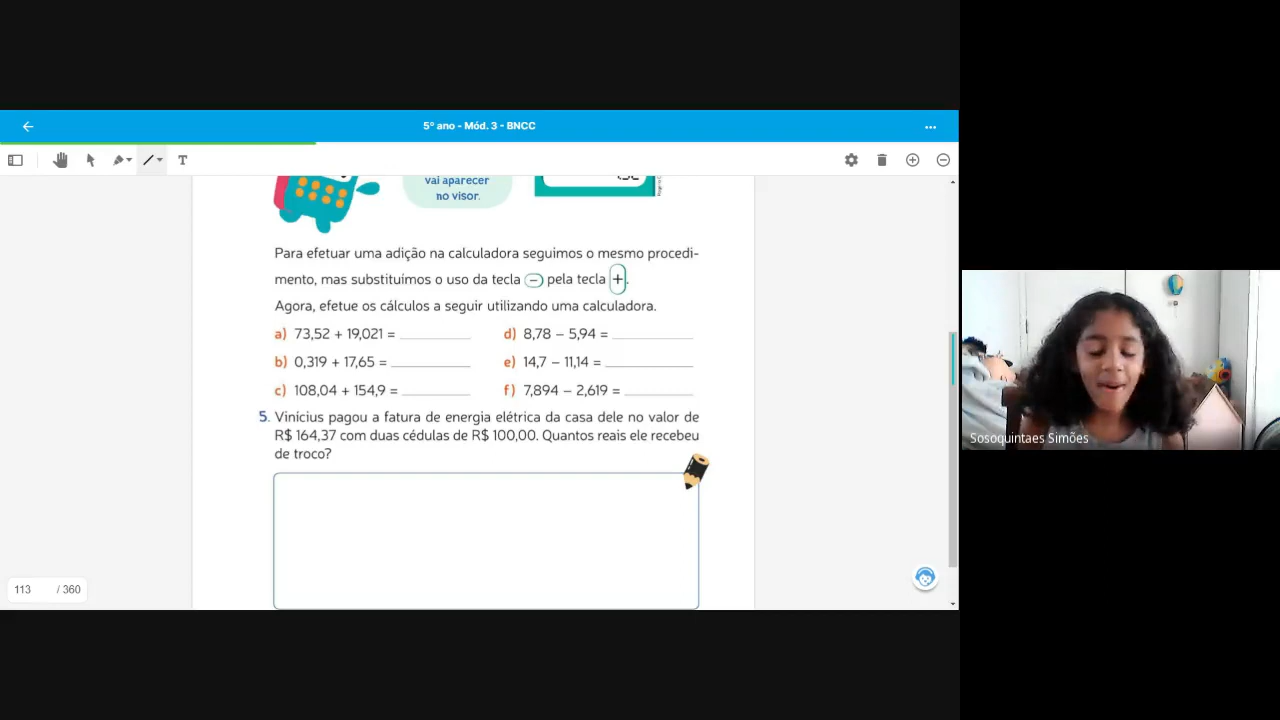 5º ano - Mód. 3 - BNCC
T
vai aparecer
no visor.
Para efetuar uma adição na calculadora seguimos o mesmo procedi-
mento, mas substituímos o uso da tecla − pela tecla +.
Agora, efetue os cálculos a seguir utilizando uma calculadora.
a) 73,52 + 19,021 =
d) 8,78 − 5,94 =
b) 0,319 + 17,65 =
e) 14,7 − 11,14 =
c) 108,04 + 154,9 =
f) 7,894 − 2,619 =
5. Vinícius pagou a fatura de energia elétrica da casa dele no valor de
R$ 164,37 com duas cédulas de R$ 100,00. Quantos reais ele recebeu
de troco?
113 / 360
Sosoquintaes Simões